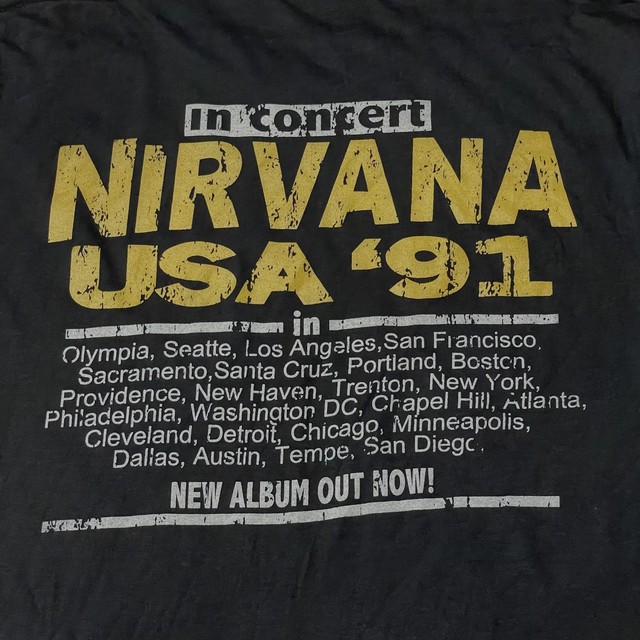 In concert
NIRVANA
USA '91
in
Olympia, Seatte, Los Angeles,San Francisco,
Sacramento,Santa Cruz, Portland, Boston,
Providence, New Haven, Trenton, New York,
Philadelphia, Washington DC, Chapel Hill, Atlanta,
Cleveland, Detroit, Chicago, Minneapolis,
Dallas, Austin, Tempe, San Diego.
NEW ALBUM OUT NOW!